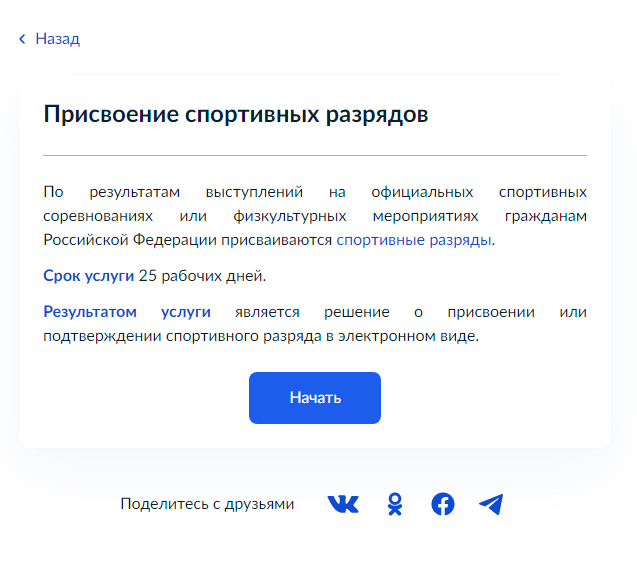 Назад
Присвоение спортивных разрядов
По результатам выступлений на официальных спортивных
соревнованиях или физкультурных мероприятиях гражданам
Российской Федерации присваиваются спортивные разряды.
Срок услуги 25 рабочих дней.
Результатом услуги является решение о присвоении или
подтверждении спортивного разряда в электронном виде.
Начать
Поделитесь с друзьями